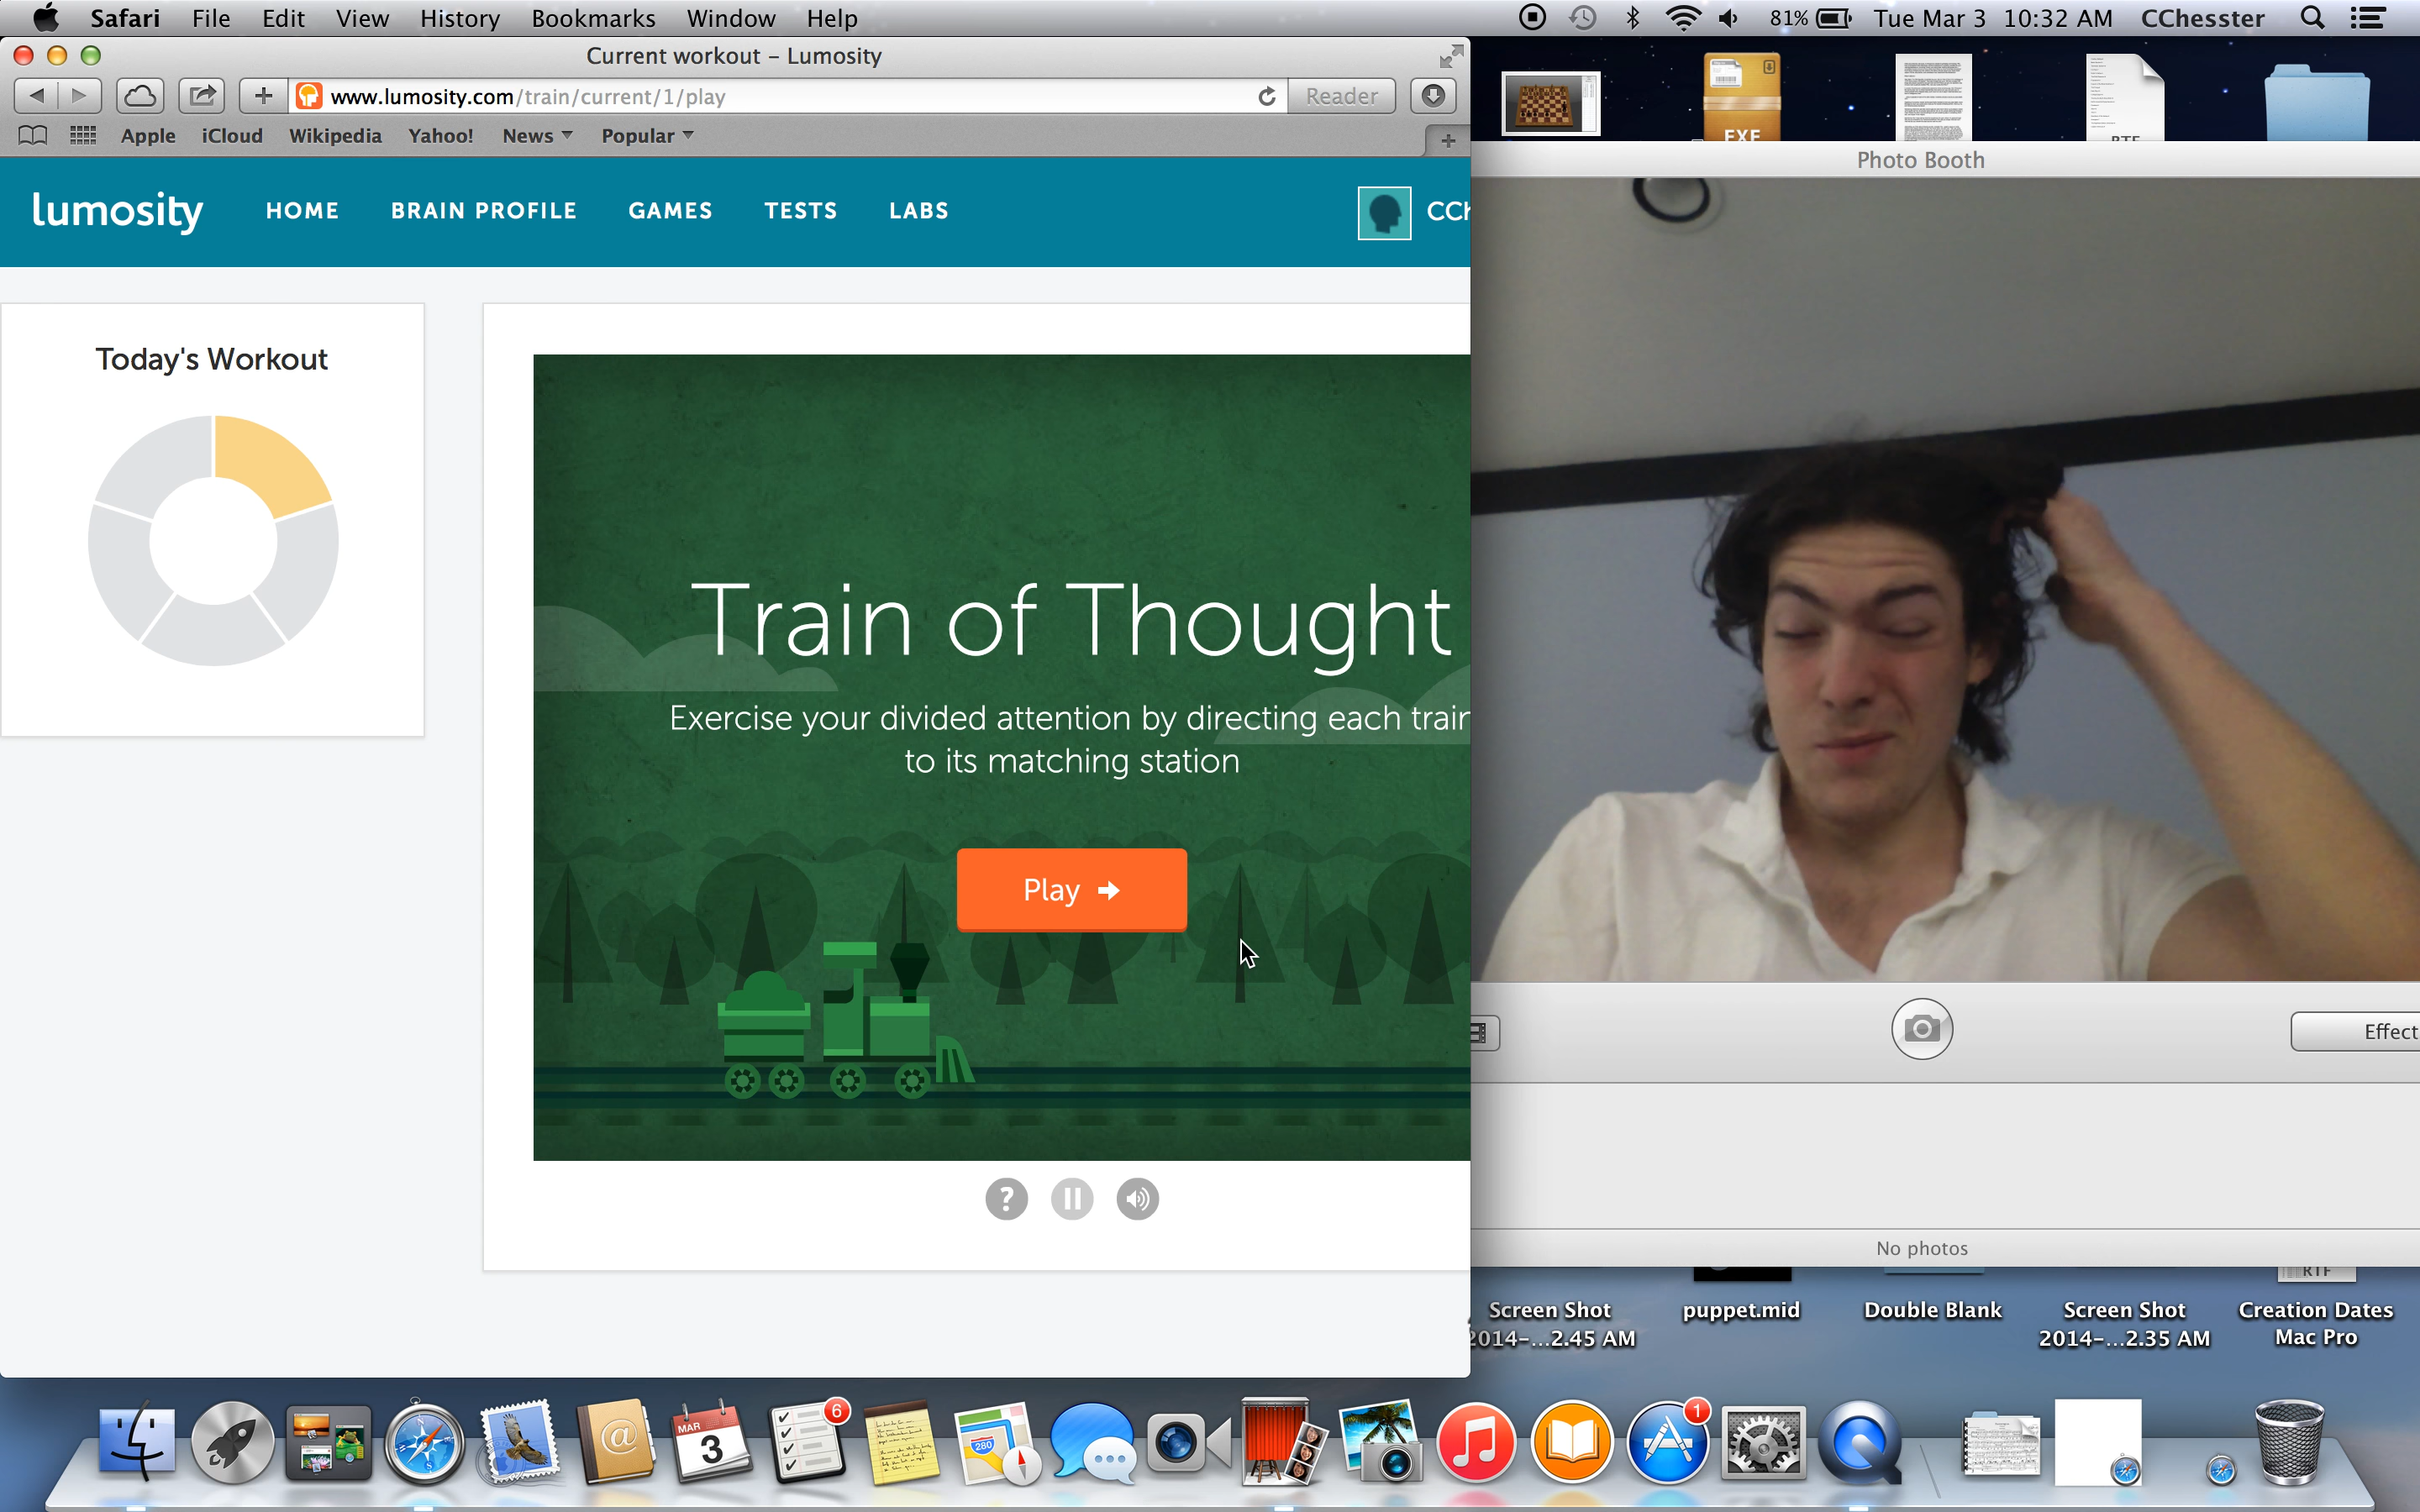 Safari File Edit View History Bookmarks Window Help 81% Tue Mar 3 10:32 AM CChesster
Current workout – Lumosity
www.lumosity.com/train/current/1/play Reader
Apple iCloud Wikipedia Yahoo! News Popular
EXE
Photo Booth
lumosity HOME BRAIN PROFILE GAMES TESTS LABS CCh
Today's Workout
Train of Thought
Exercise your divided attention by directing each train
to its matching station
Play
Effect
?
No photos
RTF
Screen Shot
2014-...2.45 AM
puppet.mid
Double Blank
Screen Shot
2014-...2.35 AM
Creation Dates
Mac Pro
@
MAR
3
6
280
1